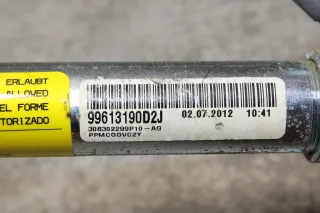 ERLAUBT
ALLOWED
EL FORME
TORIZADO
99613190D2J
02.07.2012 10:41
306302299P10-AG
PPMCGGVC2Y